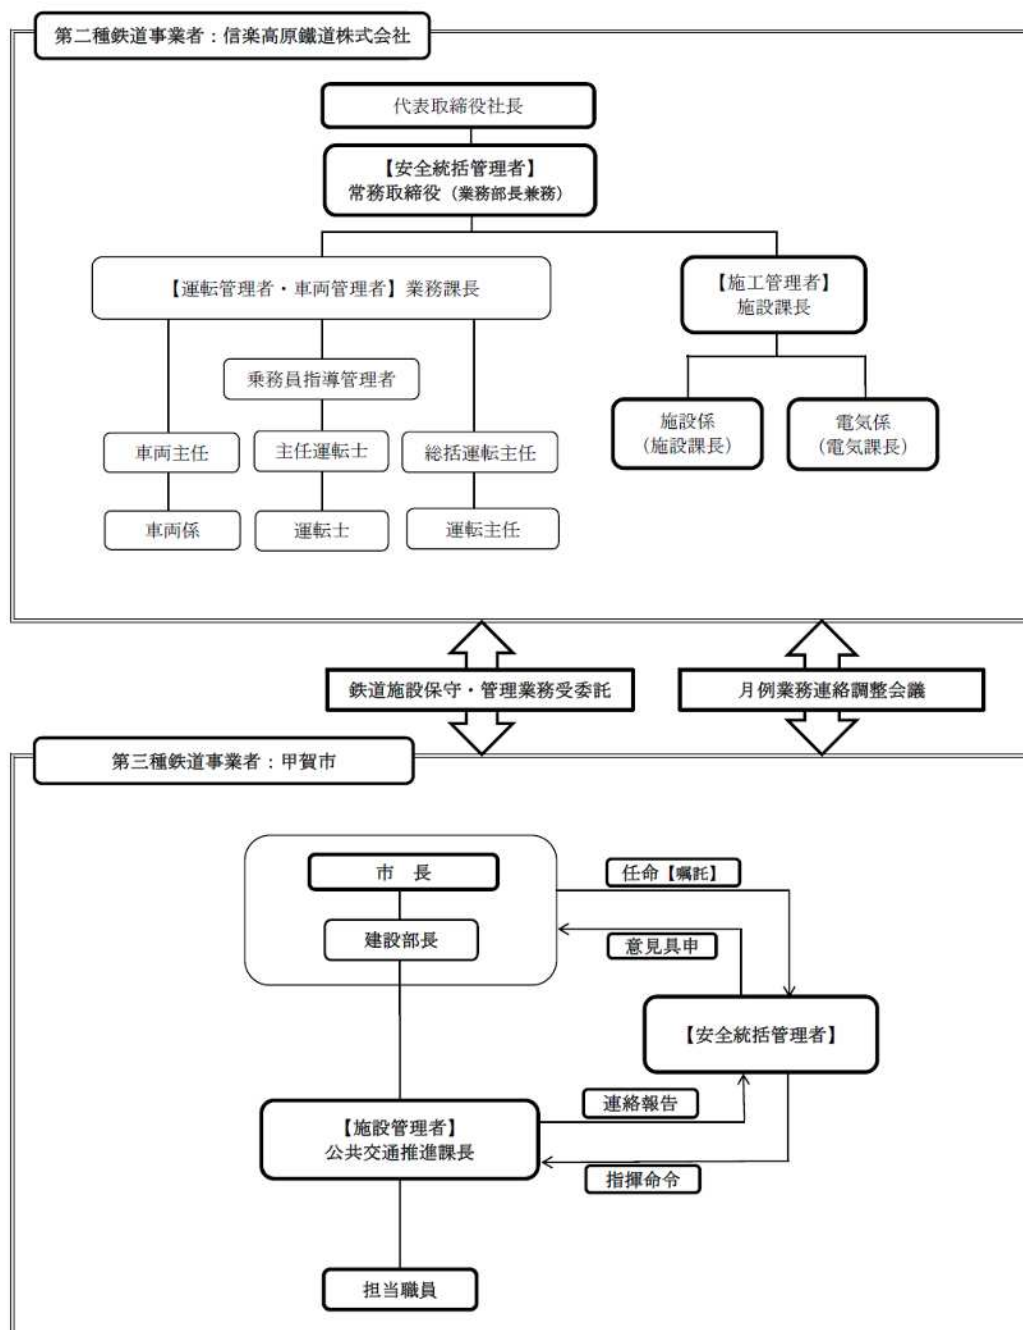 第二種鉄道事業者：信楽高原鐵道株式会社
代表取締役社長
【安全統括管理者】
常務取締役（業務部長兼務）
【運転管理者・車両管理者】業務課長
【施工管理者】
施設課長
乗務員指導管理者
施設係
(施設課長)
電気係
(電気課長)
車両主任
主任運転士
総括運転主任
車両係
運転士
運転主任
鉄道施設保守・管理業務受委託
月例業務連絡調整会議
第三種鉄道事業者：甲賀市
市　長
任命【嘱託】
建設部長
意見具申
【安全統括管理者】
連絡報告
【施設管理者】
公共交通推進課長
指揮命令
担当職員